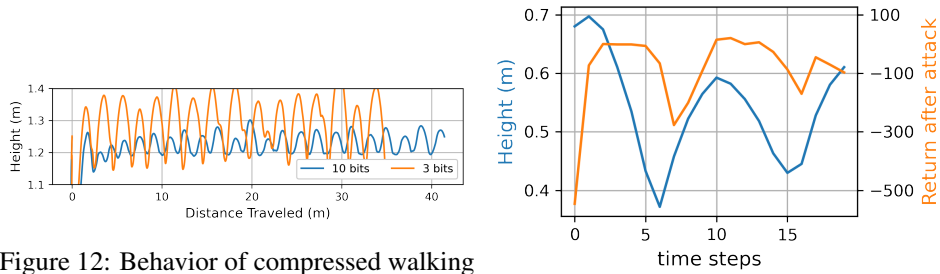 1.4
1.3
1.2
1.1
Height (m)
0
10
20
30
40
10 bits
3 bits
Distance Traveled (m)
Figure 12: Behavior of compressed walking
0.7
0.6
0.5
0.4
Height (m)
100
−100
−300
−500
Return after attack
0
5
10
15
time steps